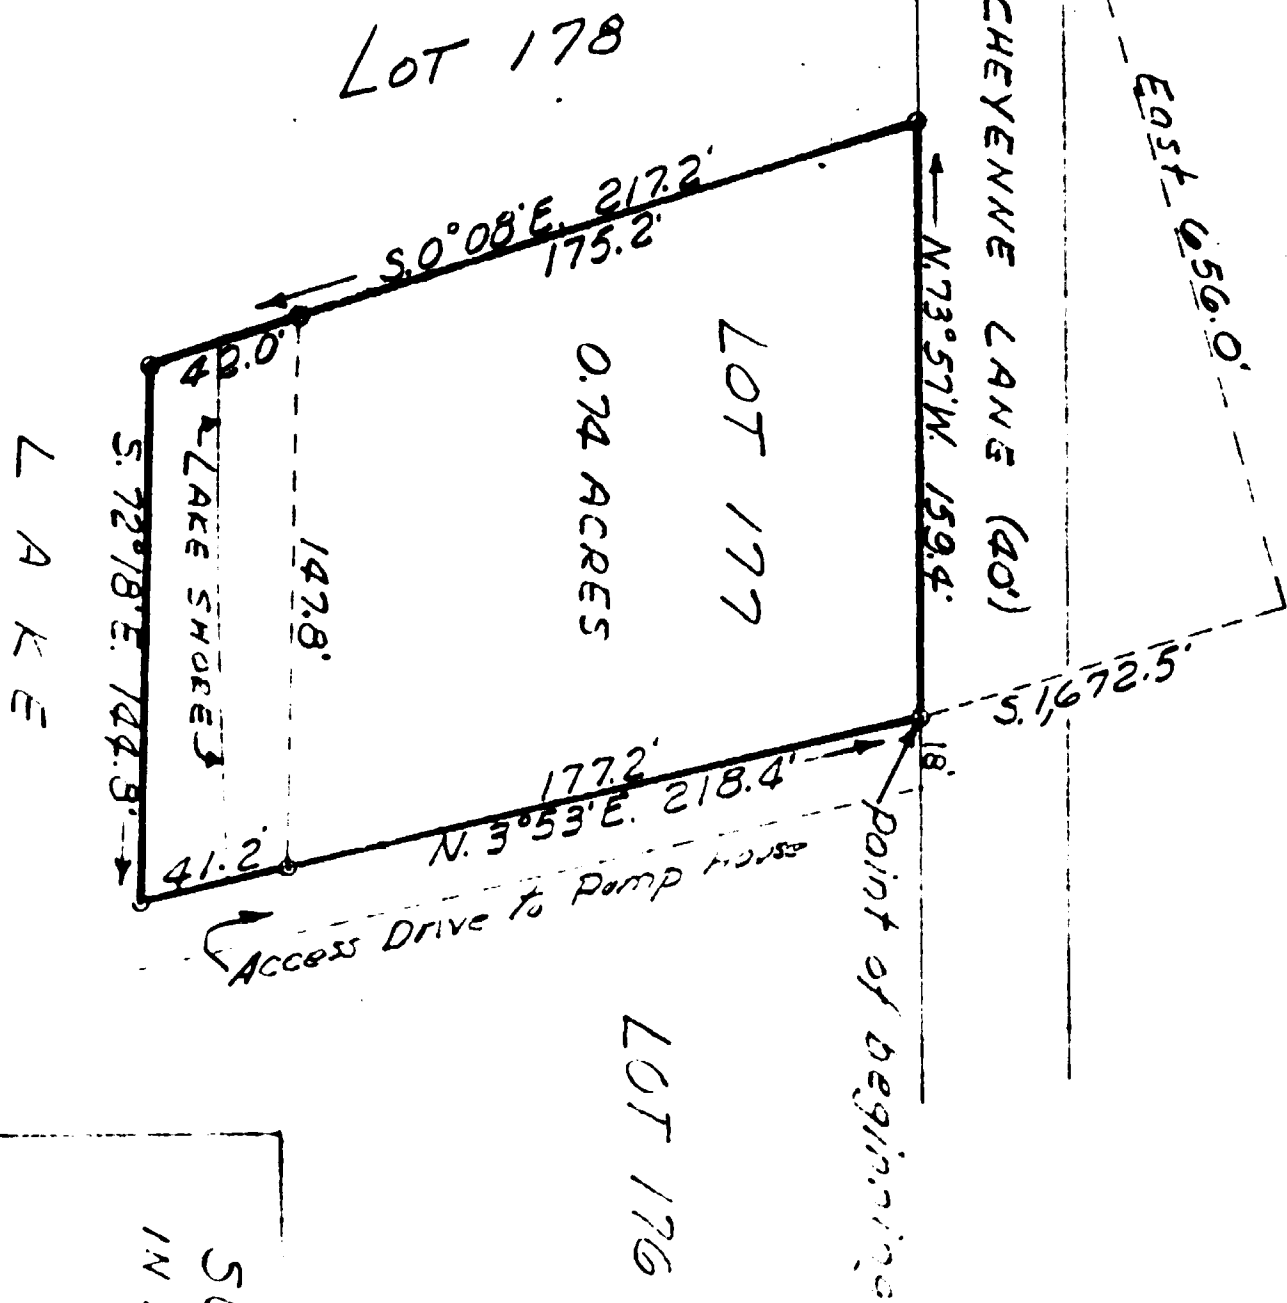 LOT 178
CHEYENNE LANE (40')
East 656.0'
S. 1,672.5'
N. 73°57'W. 159.4'
S. 0°08'E. 217.2'
175.2'
42.0'
LOT 177
0.74 ACRES
147.8'
LAKE SHORE
S. 72°18'E. 144.3'
LAKE
41.2'
177.2'
N. 3°53'E. 218.4'
18'
Point of beginning
Access Drive to Pump House
LOT 176
IN